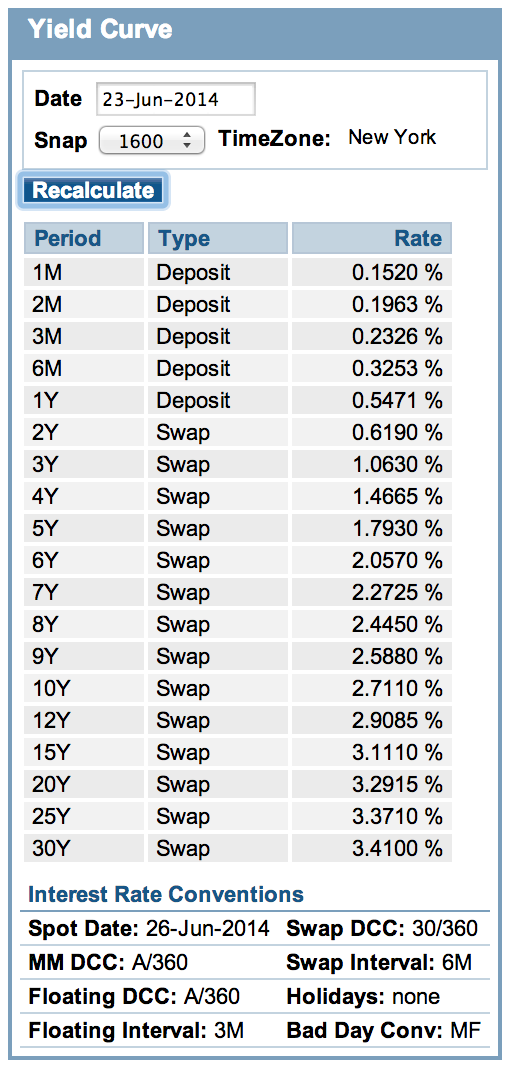 Yield Curve
Date 23-Jun-2014
Snap 1600 TimeZone: New York
Recalculate
Period Type Rate
1M Deposit 0.1520 %
2M Deposit 0.1963 %
3M Deposit 0.2326 %
6M Deposit 0.3253 %
1Y Deposit 0.5471 %
2Y Swap 0.6190 %
3Y Swap 1.0630 %
4Y Swap 1.4665 %
5Y Swap 1.7930 %
6Y Swap 2.0570 %
7Y Swap 2.2725 %
8Y Swap 2.4450 %
9Y Swap 2.5880 %
10Y Swap 2.7110 %
12Y Swap 2.9085 %
15Y Swap 3.1110 %
20Y Swap 3.2915 %
25Y Swap 3.3710 %
30Y Swap 3.4100 %
Interest Rate Conventions
Spot Date: 26-Jun-2014 Swap DCC: 30/360
MM DCC: A/360 Swap Interval: 6M
Floating DCC: A/360 Holidays: none
Floating Interval: 3M Bad Day Conv: MF